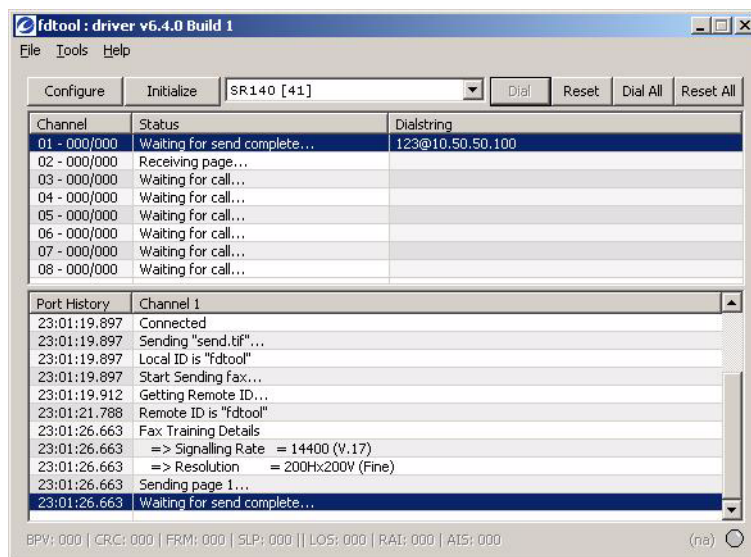 fdtool : driver v6.4.0 Build 1
File Tools Help
Configure Initialize SR140 [41] Dial Reset Dial All Reset All
Channel Status Dialstring
01 - 000/000 Waiting for send complete... 123@10.50.50.100
02 - 000/000 Receiving page...
03 - 000/000 Waiting for call...
04 - 000/000 Waiting for call...
05 - 000/000 Waiting for call...
06 - 000/000 Waiting for call...
07 - 000/000 Waiting for call...
08 - 000/000 Waiting for call...
Port History Channel 1
23:01:19.897 Connected
23:01:19.897 Sending "send.tif"...
23:01:19.897 Local ID is "fdtool"
23:01:19.897 Start Sending fax...
23:01:19.912 Getting Remote ID...
23:01:21.788 Remote ID is "fdtool"
23:01:26.663 Fax Training Details
23:01:26.663 => Signalling Rate = 14400 (V.17)
23:01:26.663 => Resolution = 200Hx200V (Fine)
23:01:26.663 Sending page 1...
23:01:26.663 Waiting for send complete...
BPV: 000 | CRC: 000 | FRM: 000 | SLP: 000 || LOS: 000 | RAI: 000 | AIS: 000 (na)